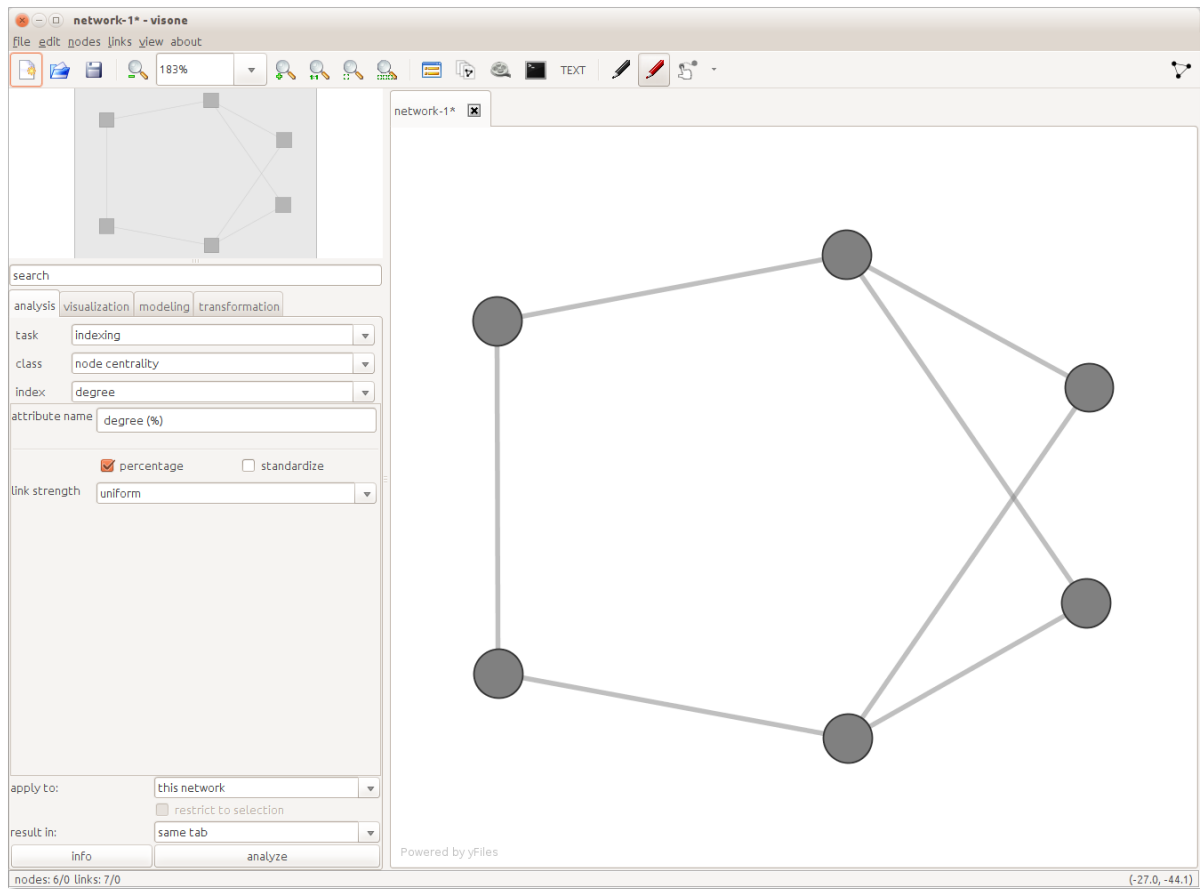 network-1* - visone
file edit nodes links view about
183%
TEXT
network-1*
search
analysis visualization modeling transformation
task indexing
class node centrality
index degree
attribute name degree (%)
percentage standardize
link strength uniform
apply to: this network
restrict to selection
result in: same tab
info analyze
Powered by yFiles
nodes: 6/0 links: 7/0 (-27.0, -44.1)